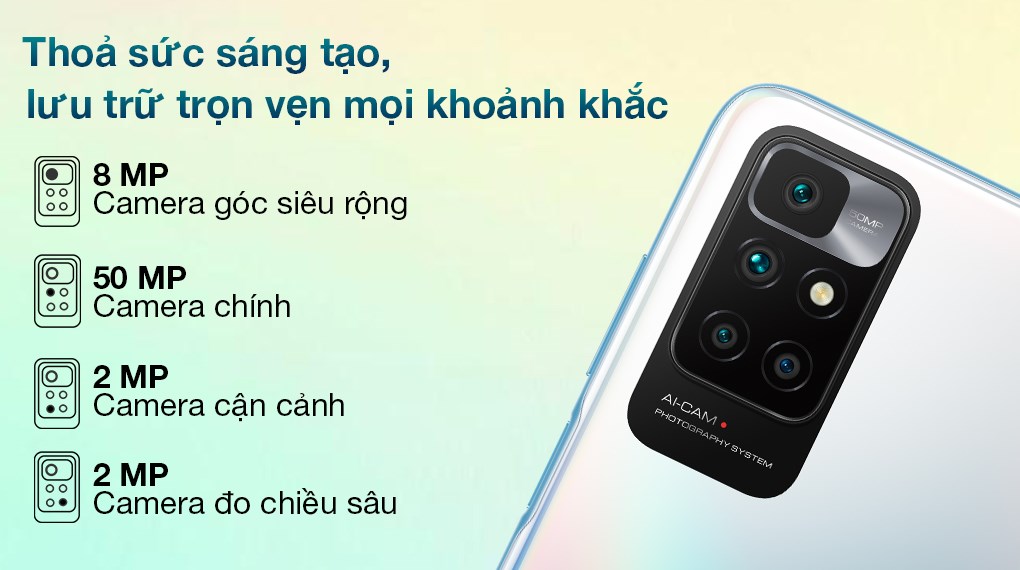 Thoả sức sáng tạo,
lưu trữ trọn vẹn mọi khoảnh khắc
8 MP
Camera góc siêu rộng
50 MP
Camera chính
2 MP
Camera cận cảnh
2 MP
Camera đo chiều sâu
50MP
CAMERA
AI-CAM
PHOTOGRAPHY SYSTEM